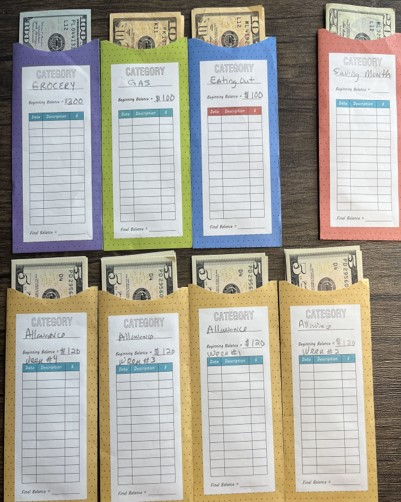 CATEGORY
GROCERY
Beginning Balance = $300
Date Description $
Final Balance =
CATEGORY
GAS
Beginning Balance = $100
Date Description $
Final Balance =
CATEGORY
Eating Out
Beginning Balance = $100
Date Description $
Final Balance =
CATEGORY
Month
Beginning Balance =
Date Description $
Final Balance =
CATEGORY
Allowance
Beginning Balance = $120
Week #4
Date Description $
Final Balance =
CATEGORY
Allowance
Beginning Balance = $120
Week #3
Date Description $
Final Balance =
CATEGORY
Allowance
Beginning Balance = $120
Week #1
Date Description $
Final Balance =
CATEGORY
Beginning Balance = $120
Week #2
Date Description $
Final Balance =